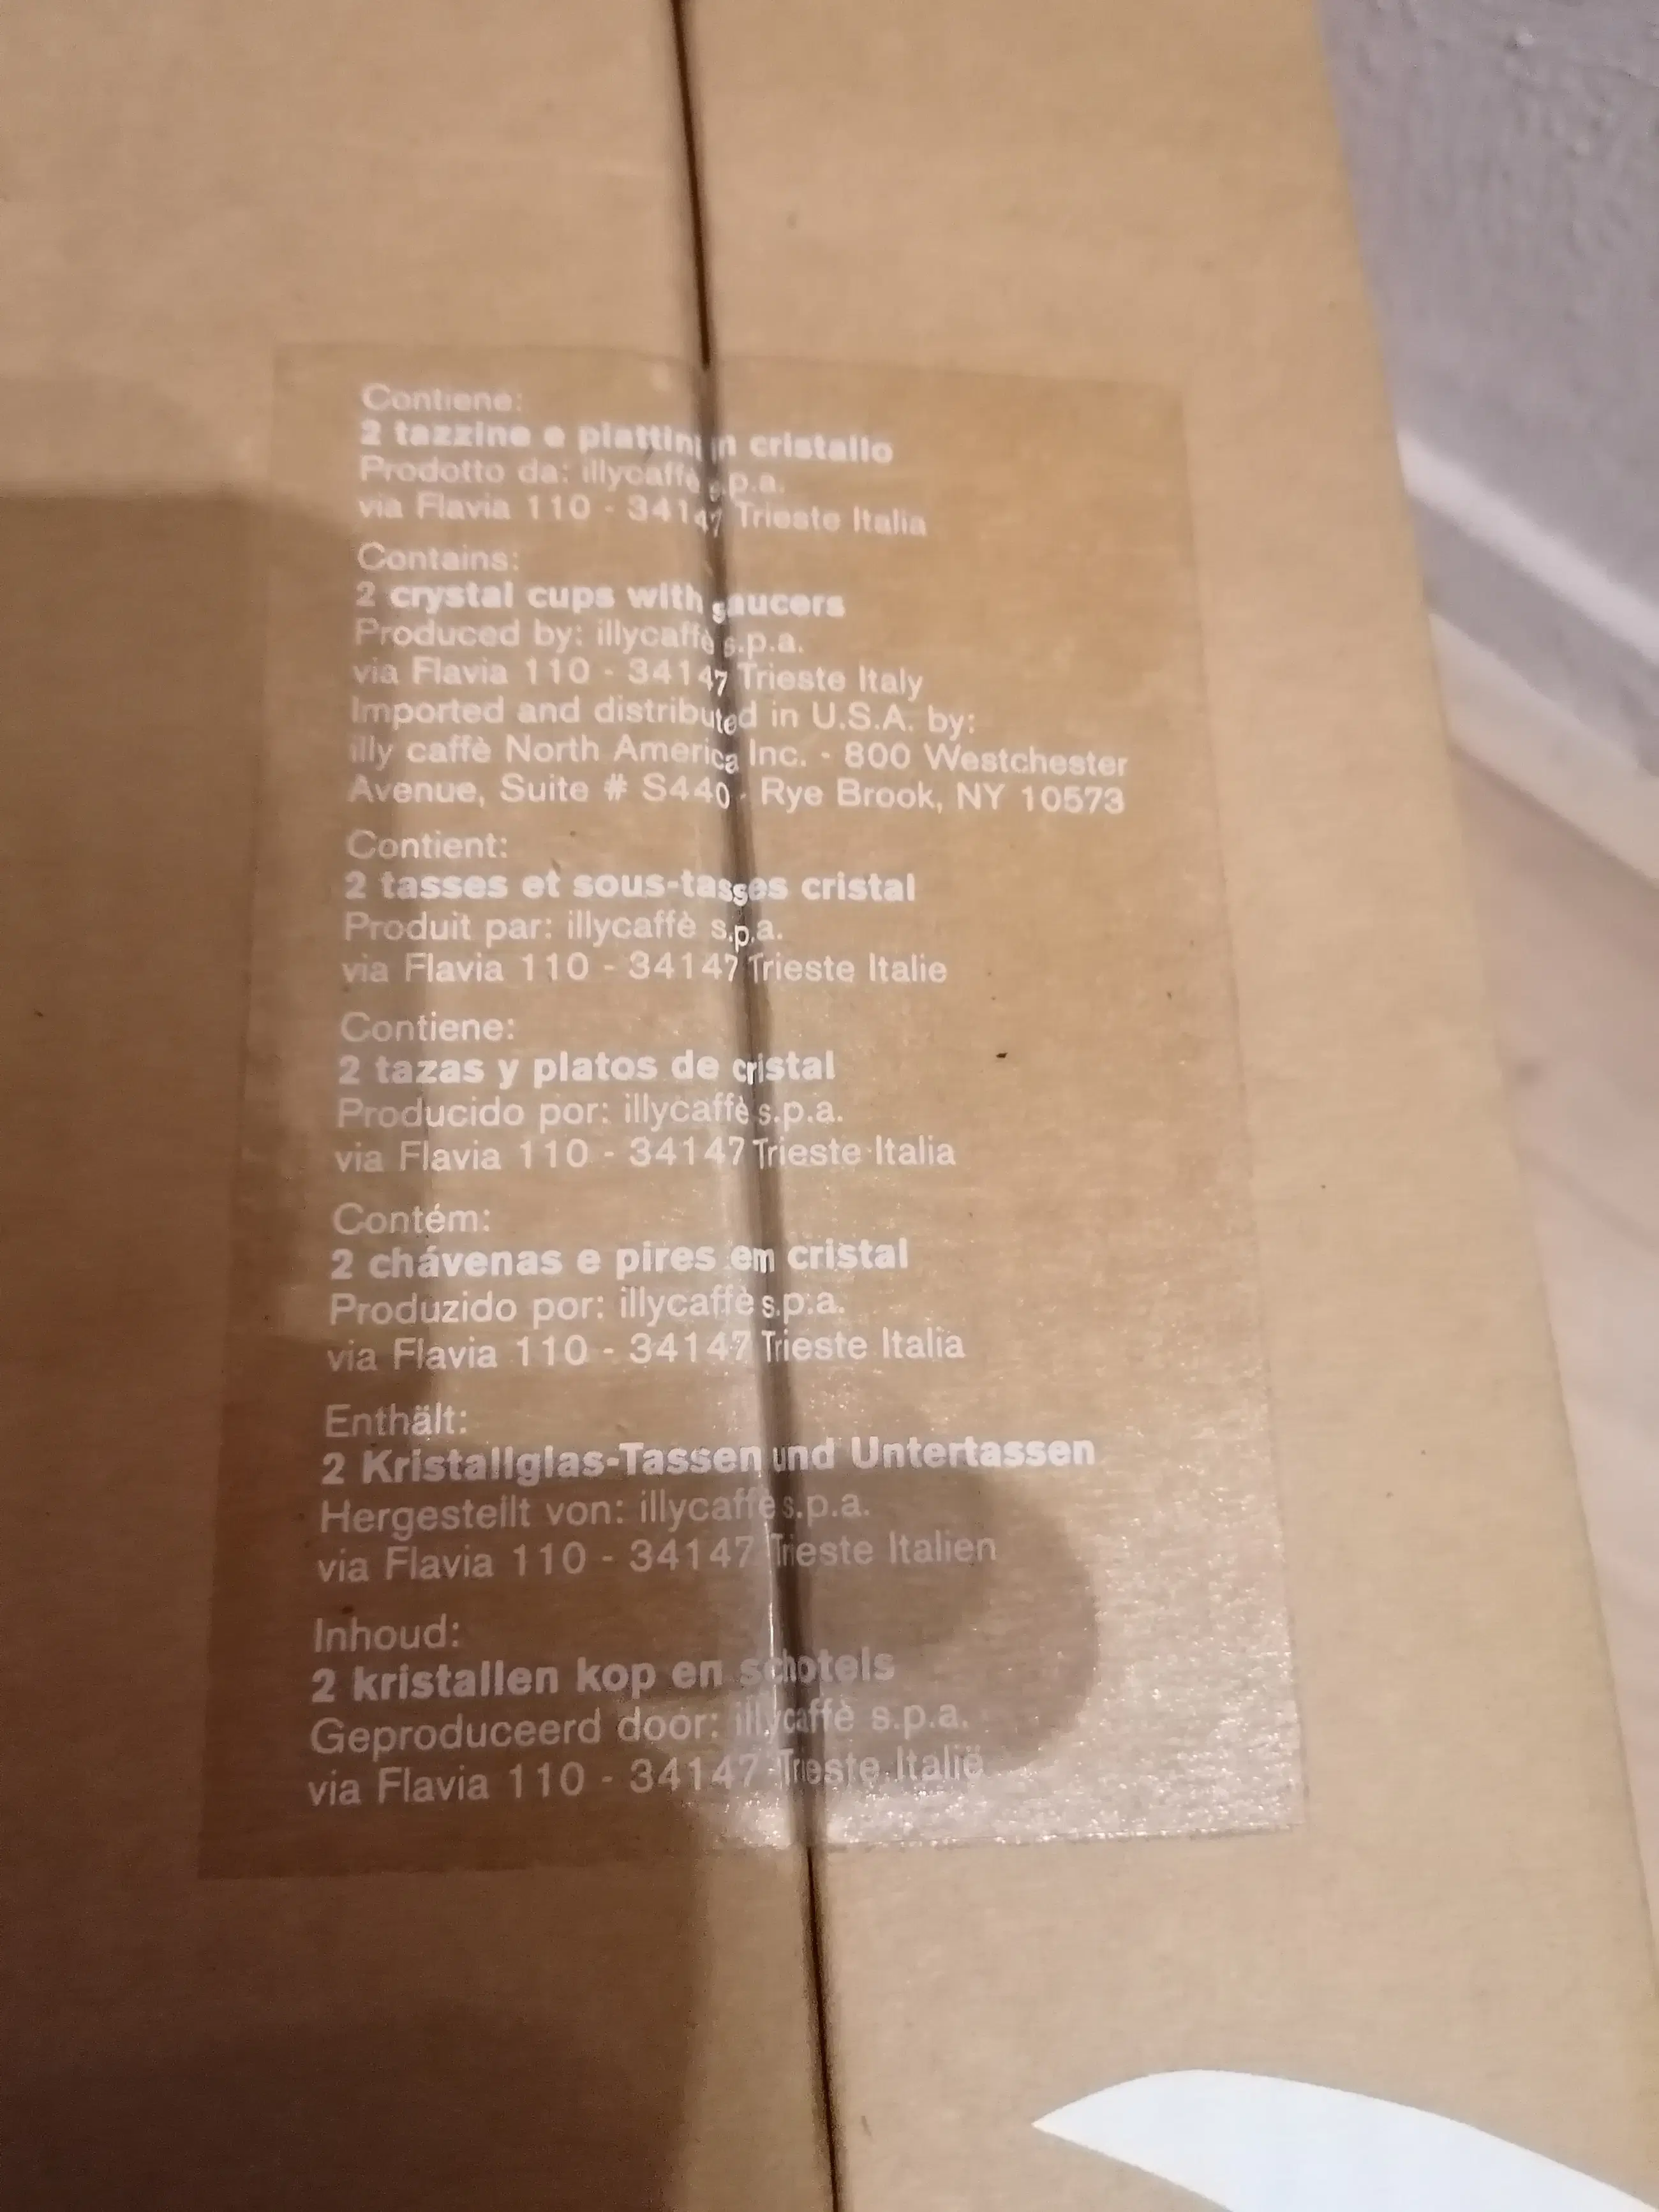 Contiene:
2 tazzine e piattini in cristallo
Prodotto da: illycaffè s.p.a.
via Flavia 110 - 34147 Trieste Italia
Contains:
2 crystal cups with saucers
Produced by: illycaffè s.p.a.
via Flavia 110 - 34147 Trieste Italy
Imported and distributed in U.S.A. by:
illy caffè North America Inc. - 800 Westchester
Avenue, Suite # S440 - Rye Brook, NY 10573
Contient:
2 tasses et sous-tasses cristal
Produit par: illycaffè s.p.a.
via Flavia 110 - 34147 Trieste Italie
Contiene:
2 tazas y platos de cristal
Producido por: illycaffè s.p.a.
via Flavia 110 - 34147 Trieste Italia
Contém:
2 chávenas e pires em cristal
Produzido por: illycaffè s.p.a.
via Flavia 110 - 34147 Trieste Italia
Enthält:
2 Kristallglas-Tassen und Untertassen
Hergestellt von: illycaffè s.p.a.
via Flavia 110 - 34147 Trieste Italien
Inhoud:
2 kristallen kop en schotels
Geproduceerd door: illycaffè s.p.a.
via Flavia 110 - 34147 Trieste Italië